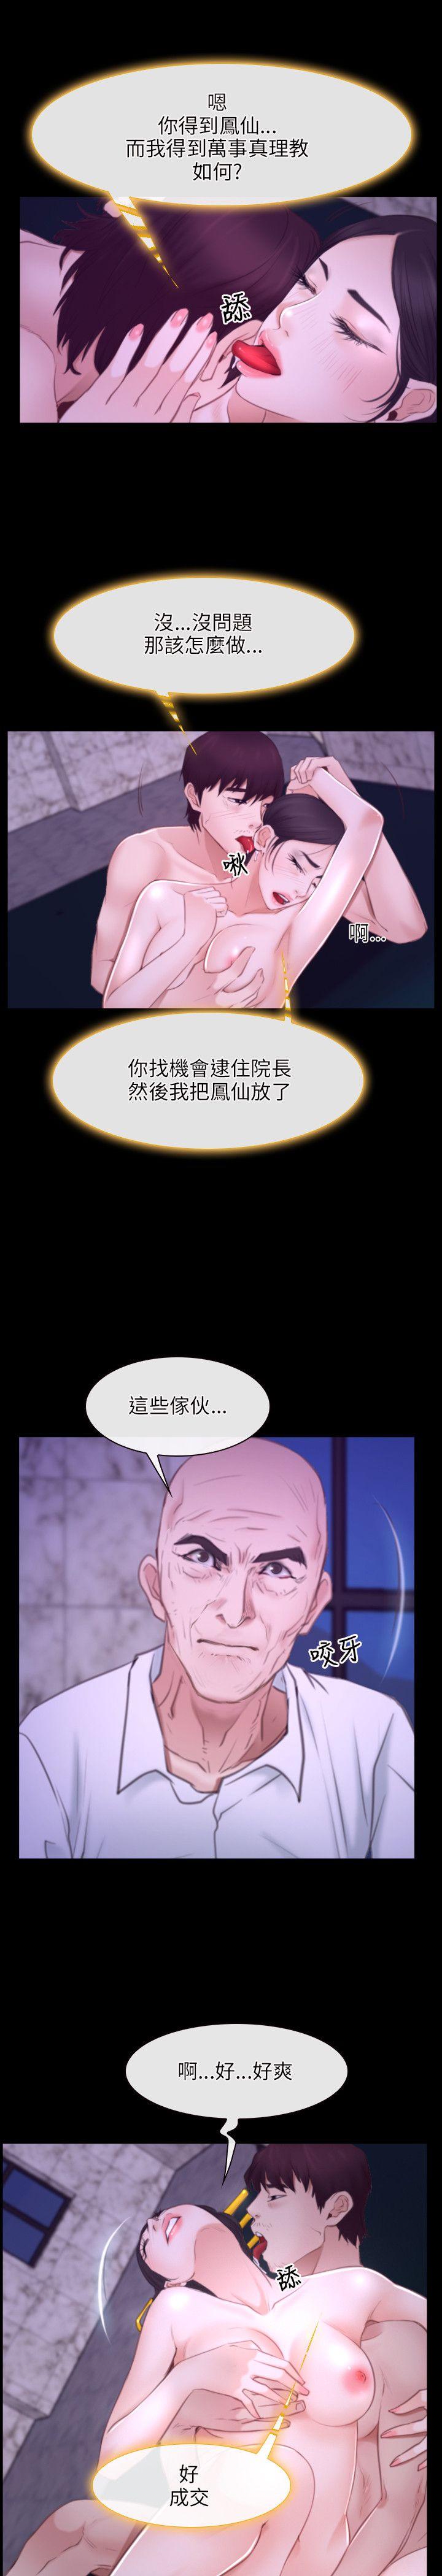 嗯
你得到鳳仙...
而我得到萬事真理教
如何?
舔
沒...沒問題
那該怎麼做...
啾
啊...
你找機會逮住院長
然後我把鳳仙放了
這些傢伙...
咬牙
啊...好...好爽
舔
好
成交